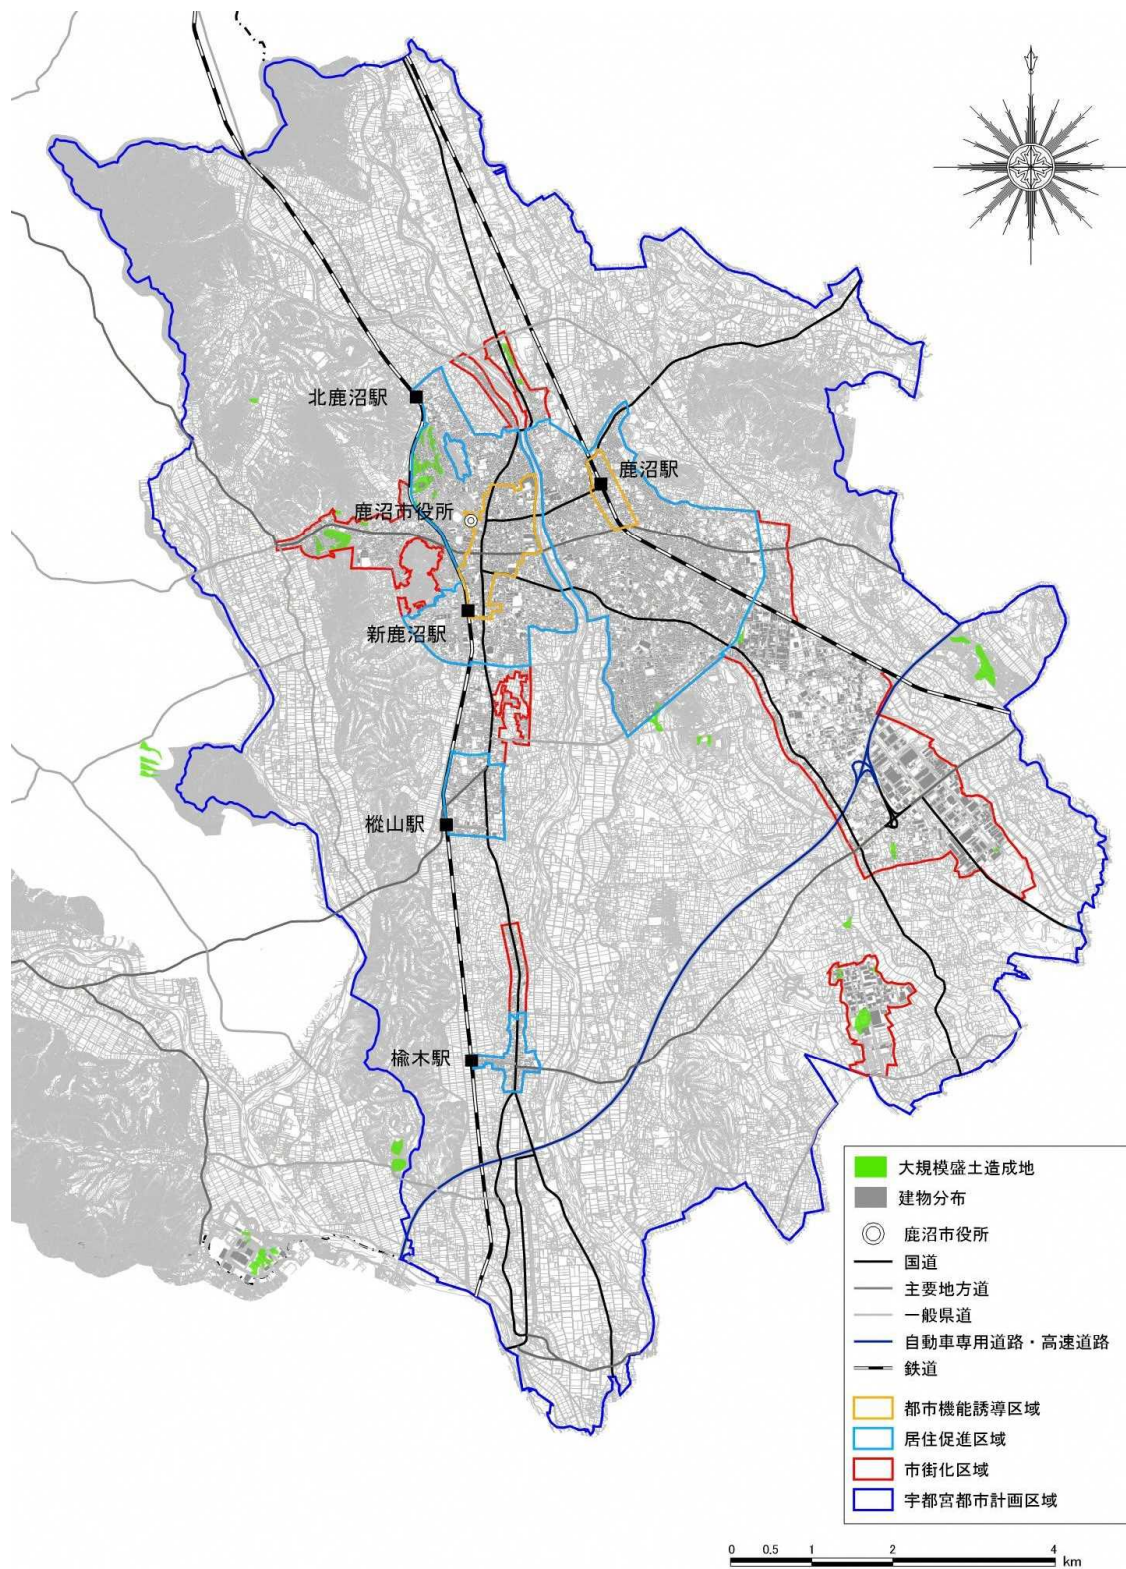 北鹿沼駅
鹿沼駅
鹿沼市役所
新鹿沼駅
樅山駅
楡木駅
大規模盛土造成地
建物分布
鹿沼市役所
国道
主要地方道
一般県道
自動車専用道路・高速道路
鉄道
都市機能誘導区域
居住促進区域
市街化区域
宇都宮都市計画区域
0 0.5 1 2 4
km